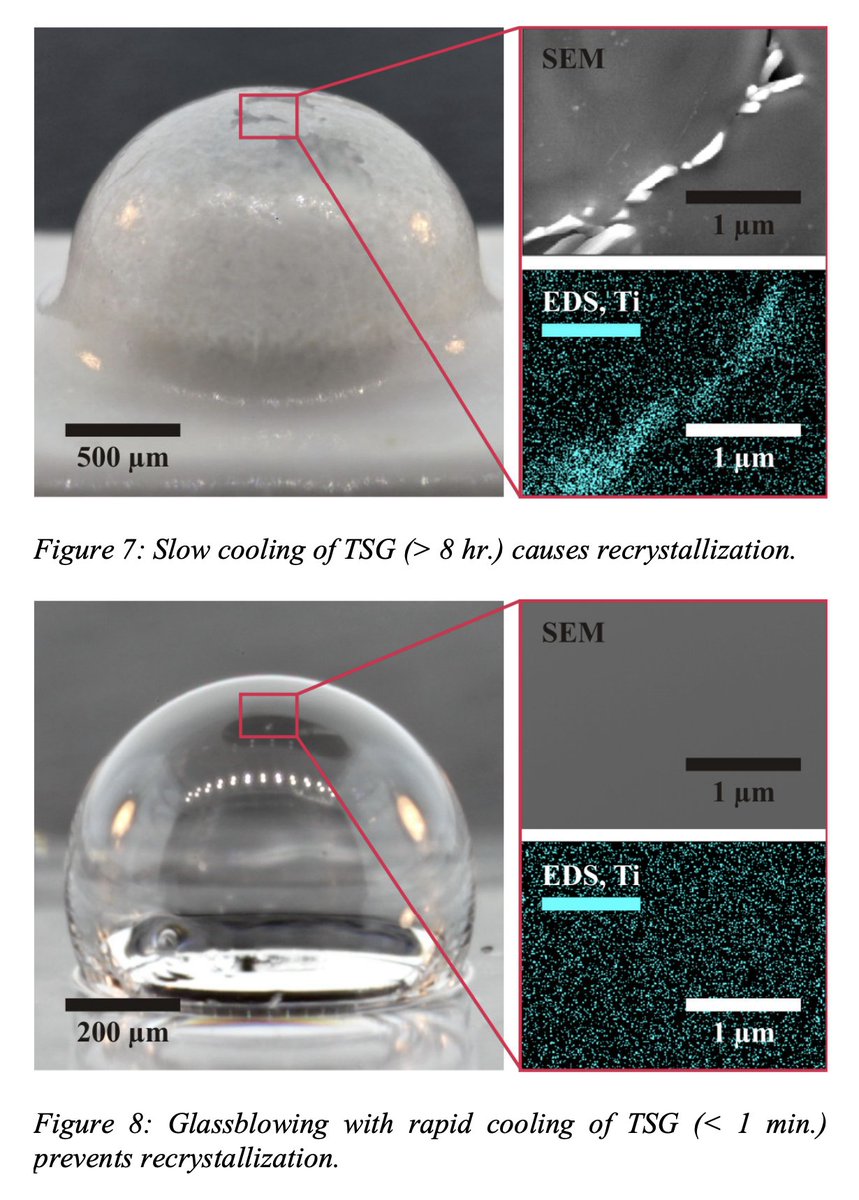 SEM
1 µm
EDS, Ti
1 µm
500 µm
Figure 7: Slow cooling of TSG (> 8 hr.) causes recrystallization.
SEM
1 µm
EDS, Ti
1 µm
200 µm
Figure 8: Glassblowing with rapid cooling of TSG (< 1 min.)
prevents recrystallization.